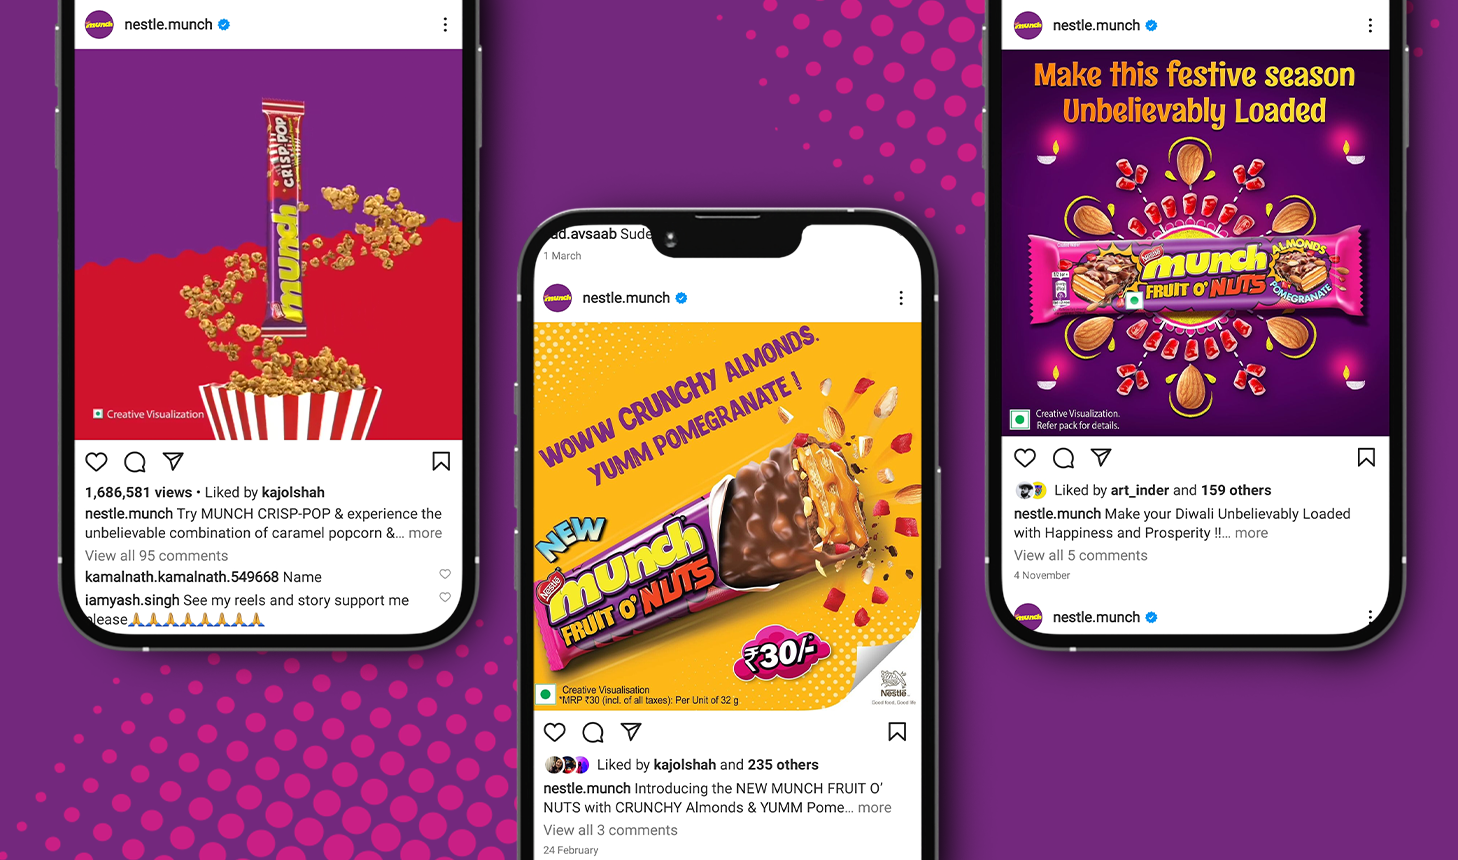 munch
nestle.munch
CRISP-POP
munch
Creative Visualization
1,686,581 views • Liked by kajolshah
nestle.munch Try MUNCH CRISP-POP & experience the
unbelievable combination of caramel popcorn &... more
View all 95 comments
kamalnath.kamalnath.549668 Name
iamyash.singh See my reels and story support me
please🙏🙏🙏🙏🙏🙏🙏🙏
ad.avsaab Sude
1 March
munch
nestle.munch
WOWW CRUNCHY ALMONDS.
YUMM POMEGRANATE !
NEW
Nestlé
munch
FRUIT O' NUTS
₹30/-
Creative Visualisation
*MRP ₹30 (incl. of all taxes): Per Unit of 32 g
Nestlé
Good food, Good life
Liked by kajolshah and 235 others
nestle.munch Introducing the NEW MUNCH FRUIT O'
NUTS with CRUNCHY Almonds & YUMM Pome... more
View all 3 comments
24 February
munch
nestle.munch
Make this festive season
Unbelievably Loaded
Nestlé
munch
FRUIT O' NUTS
ALMONDS
POMEGRANATE
Creative Visualization.
Refer pack for details.
Liked by art_inder and 159 others
nestle.munch Make your Diwali Unbelievably Loaded
with Happiness and Prosperity !!... more
View all 5 comments
4 November
munch
nestle.munch